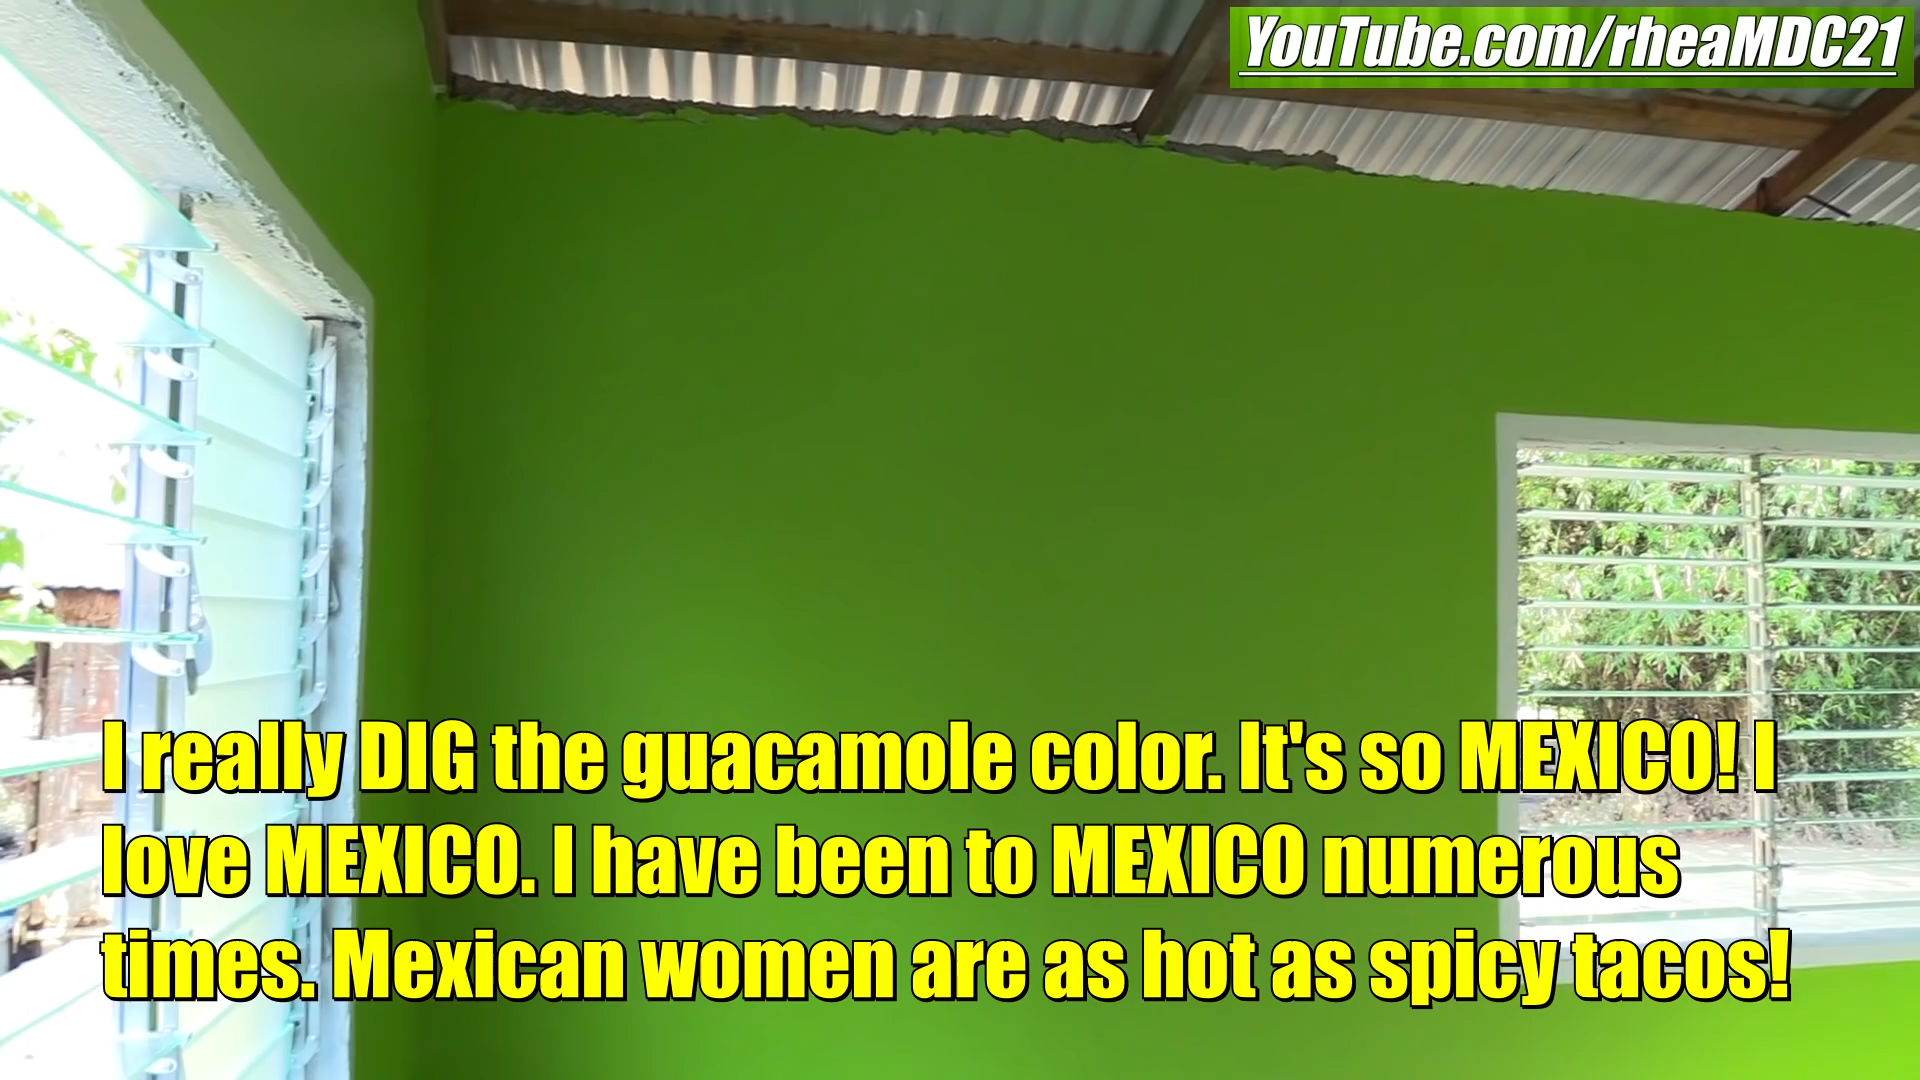 YouTube.com/rheaMDC21
I really DIG the guacamole color. It's so MEXICO! I
love MEXICO. I have been to MEXICO numerous
times. Mexican women are as hot as spicy tacos!